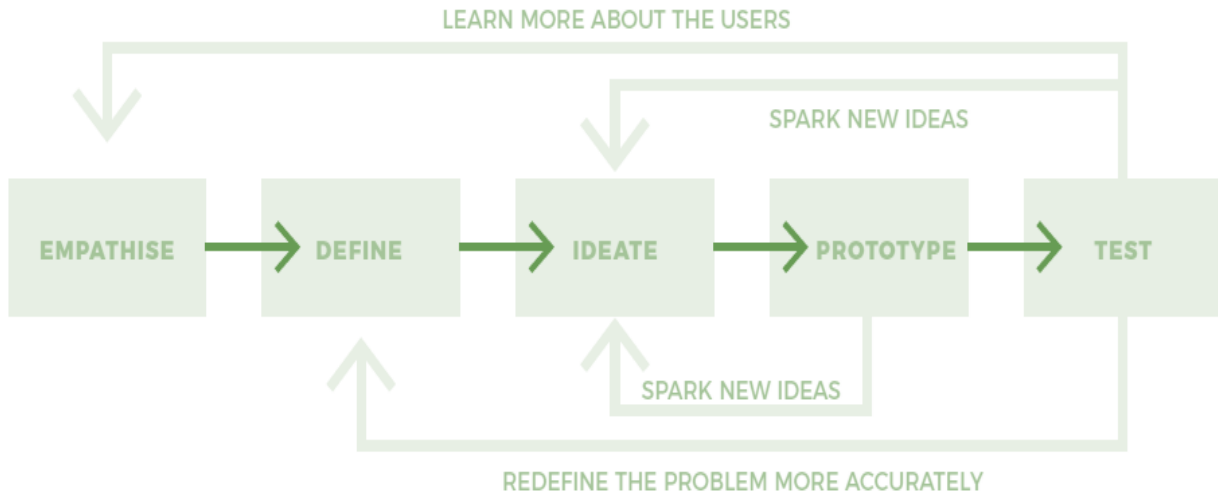 LEARN MORE ABOUT THE USERS
SPARK NEW IDEAS
EMPATHISE
DEFINE
IDEATE
PROTOTYPE
TEST
SPARK NEW IDEAS
REDEFINE THE PROBLEM MORE ACCURATELY